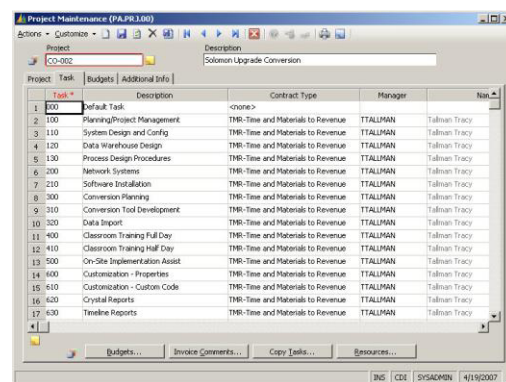 Project Maintenance (PA.PRJ.00)
Actions Customize
Project Description
CO-002 Solomon Upgrade Conversion
Project Task Budgets Additional Info
Task * Description Contract Type Manager Nan
1 000 Default Task <none>
2 100 Planning/Project Management TMR-Time and Materials to Revenue TTALLMAN Tallman Tracy
3 110 System Design and Config TMR-Time and Materials to Revenue TTALLMAN Tallman Tracy
4 120 Data Warehouse Design TMR-Time and Materials to Revenue TTALLMAN Tallman Tracy
5 130 Process Design Procedures TMR-Time and Materials to Revenue TTALLMAN Tallman Tracy
6 200 Network Systems TMR-Time and Materials to Revenue TTALLMAN Tallman Tracy
7 210 Software Installation TMR-Time and Materials to Revenue TTALLMAN Tallman Tracy
8 300 Conversion Planning TMR-Time and Materials to Revenue TTALLMAN Tallman Tracy
9 310 Conversion Tool Development TMR-Time and Materials to Revenue TTALLMAN Tallman Tracy
10 320 Data Import TMR-Time and Materials to Revenue TTALLMAN Tallman Tracy
11 400 Classroom Training Full Day TMR-Time and Materials to Revenue TTALLMAN Tallman Tracy
12 410 Classroom Training Half Day TMR-Time and Materials to Revenue TTALLMAN Tallman Tracy
13 500 On-Site Implementation Assist TMR-Time and Materials to Revenue TTALLMAN Tallman Tracy
14 600 Customization - Properties TMR-Time and Materials to Revenue TTALLMAN Tallman Tracy
15 610 Customization - Custom Code TMR-Time and Materials to Revenue TTALLMAN Tallman Tracy
16 620 Crystal Reports TMR-Time and Materials to Revenue TTALLMAN Tallman Tracy
17 630 Timeline Reports TMR-Time and Materials to Revenue TTALLMAN Tallman Tracy
Budgets... Invoice Comments... Copy Tasks... Resources...
INS CDI SYSADMIN 4/19/2007